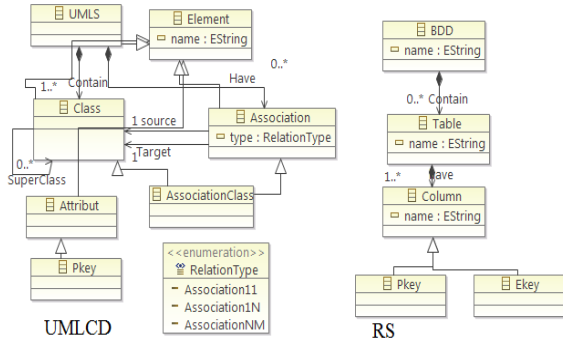 UMLS
Element
name : EString
1..*
Contain
Have
0..*
Class
1 source
Association
type : RelationType
Target
1
0..*
SuperClass
AssociationClass
Attribut
Pkey
<<enumeration>>
RelationType
Association11
Association1N
AssociationNM
UMLCD
BDD
name : EString
0..*
Contain
Table
name : EString
1..*
ave
Column
name : EString
Pkey
Ekey
RS